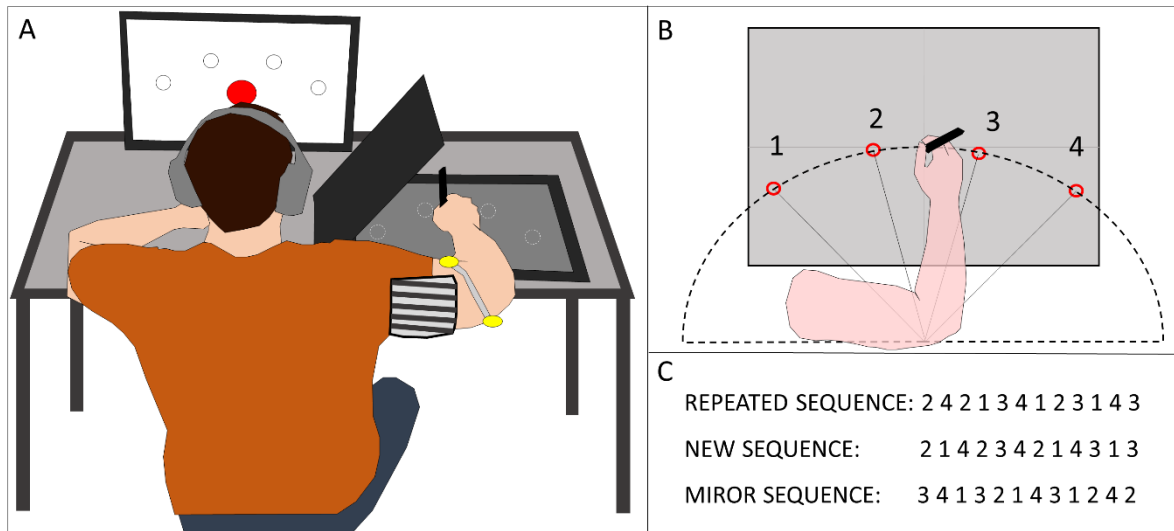 A
B
1
2
3
4
C
REPEATED SEQUENCE: 2 4 2 1 3 4 1 2 3 1 4 3
NEW SEQUENCE: 2 1 4 2 3 4 2 1 4 3 1 3
MIROR SEQUENCE: 3 4 1 3 2 1 4 3 1 2 4 2